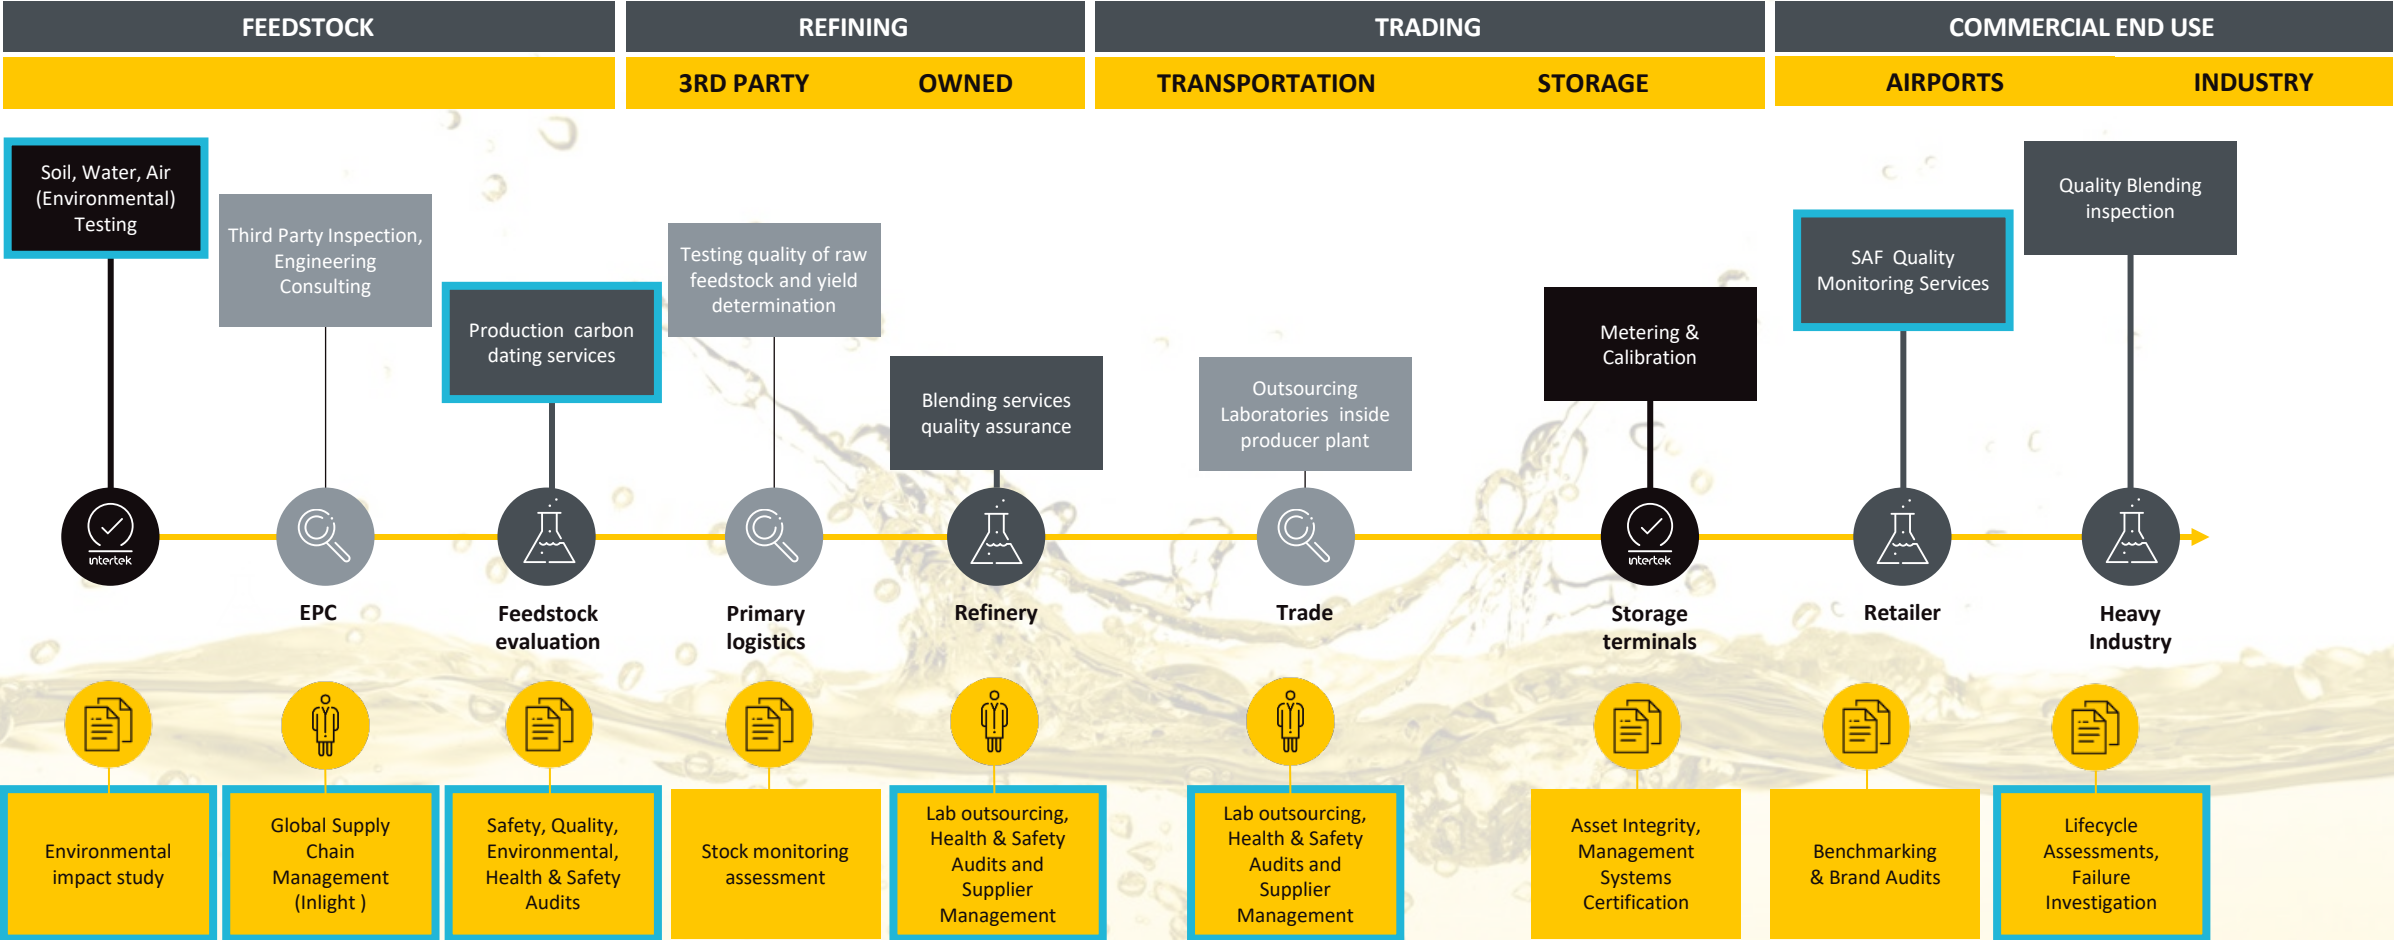 FEEDSTOCK
REFINING
TRADING
COMMERCIAL END USE
3RD PARTY
OWNED
TRANSPORTATION
STORAGE
AIRPORTS
INDUSTRY
Soil, Water, Air
(Environmental)
Testing
Third Party Inspection,
Engineering
Consulting
Production carbon
dating services
Testing quality of raw
feedstock and yield
determination
Blending services
quality assurance
Outsourcing
Laboratories inside
producer plant
Metering &
Calibration
SAF Quality
Monitoring Services
Quality Blending
inspection
intertek
intertek
EPC
Feedstock
evaluation
Primary
logistics
Refinery
Trade
Storage
terminals
Retailer
Heavy
Industry
Environmental
impact study
Global Supply
Chain
Management
(Inlight )
Safety, Quality,
Environmental,
Health & Safety
Audits
Stock monitoring
assessment
Lab outsourcing,
Health & Safety
Audits and
Supplier
Management
Lab outsourcing,
Health & Safety
Audits and
Supplier
Management
Asset Integrity,
Management
Systems
Certification
Benchmarking
& Brand Audits
Lifecycle
Assessments,
Failure
Investigation